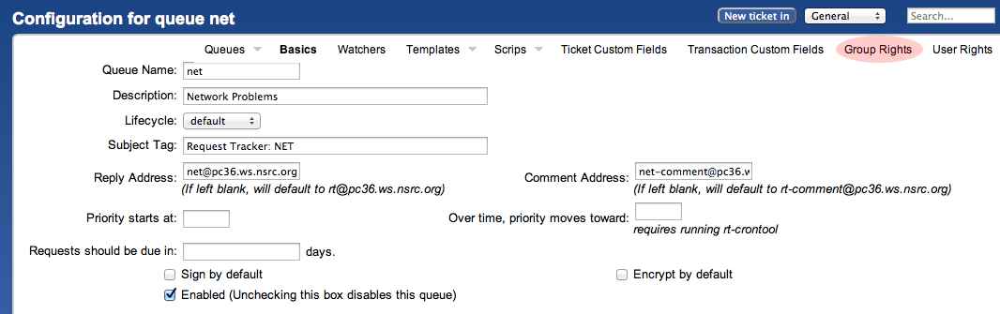 Configuration for queue net
New ticket in General Search...
Queues Basics Watchers Templates Scrips Ticket Custom Fields Transaction Custom Fields Group Rights User Rights
Queue Name: net
Description: Network Problems
Lifecycle: default
Subject Tag: Request Tracker: NET
Reply Address: net@pc36.ws.nsrc.org Comment Address: net-comment@pc36.w
(If left blank, will default to rt@pc36.ws.nsrc.org) (If left blank, will default to rt-comment@pc36.ws.nsrc.org)
Priority starts at: Over time, priority moves toward:
requires running rt-crontool
Requests should be due in: days.
Sign by default Encrypt by default
Enabled (Unchecking this box disables this queue)